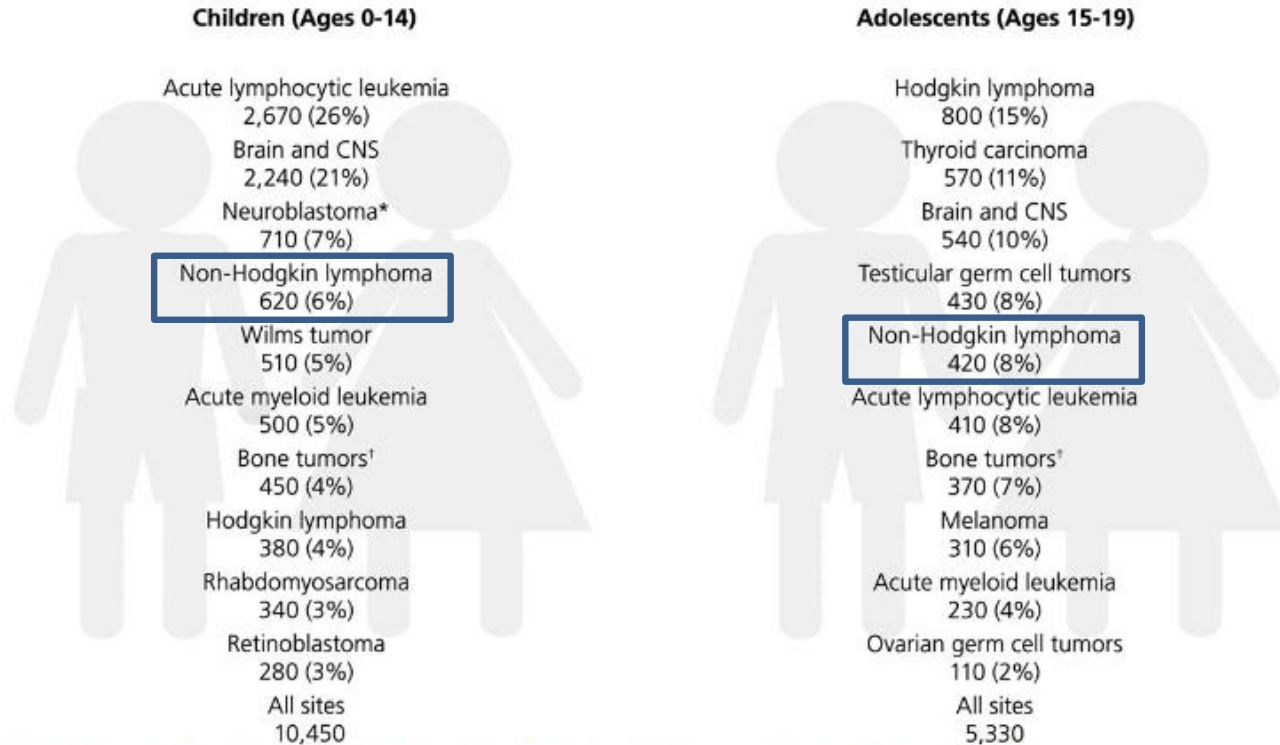 Children (Ages 0-14)
Acute lymphocytic leukemia
2,670 (26%)
Brain and CNS
2,240 (21%)
Neuroblastoma*
710 (7%)
Non-Hodgkin lymphoma
620 (6%)
Wilms tumor
510 (5%)
Acute myeloid leukemia
500 (5%)
Bone tumors†
450 (4%)
Hodgkin lymphoma
380 (4%)
Rhabdomyosarcoma
340 (3%)
Retinoblastoma
280 (3%)
All sites
10,450
Adolescents (Ages 15-19)
Hodgkin lymphoma
800 (15%)
Thyroid carcinoma
570 (11%)
Brain and CNS
540 (10%)
Testicular germ cell tumors
430 (8%)
Non-Hodgkin lymphoma
420 (8%)
Acute lymphocytic leukemia
410 (8%)
Bone tumors†
370 (7%)
Melanoma
310 (6%)
Acute myeloid leukemia
230 (4%)
Ovarian germ cell tumors
110 (2%)
All sites
5,330